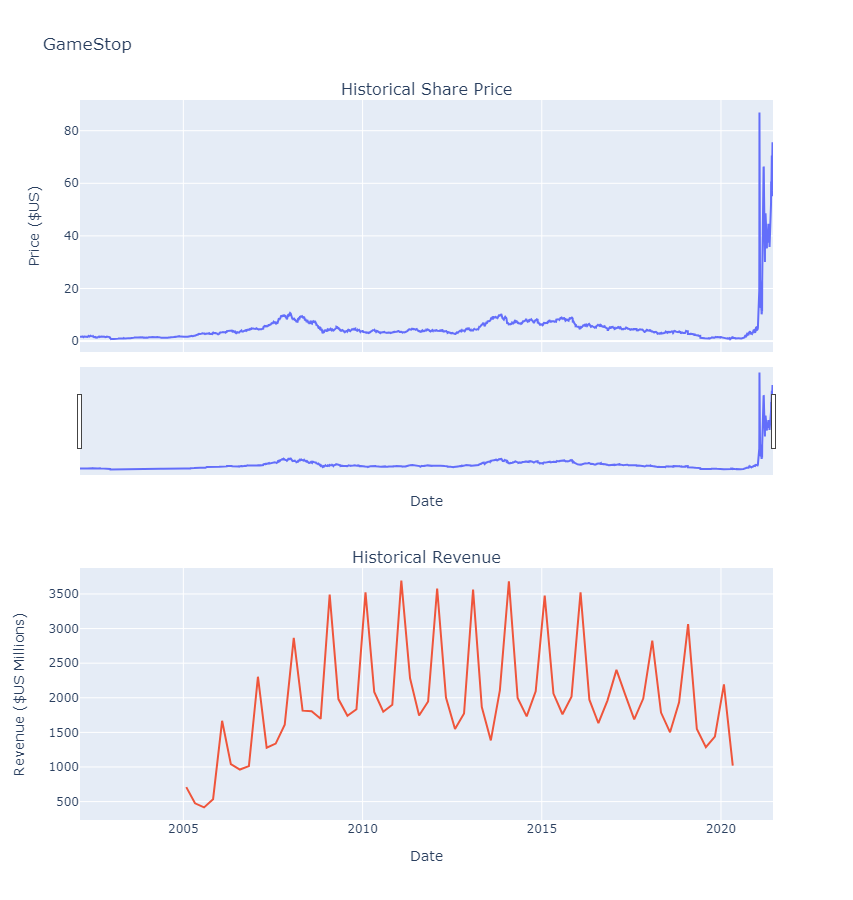 GameStop
Historical Share Price
Price ($US)
80
60
40
20
0
Date
Historical Revenue
Revenue ($US Millions)
3500
3000
2500
2000
1500
1000
500
2005
2010
2015
2020
Date